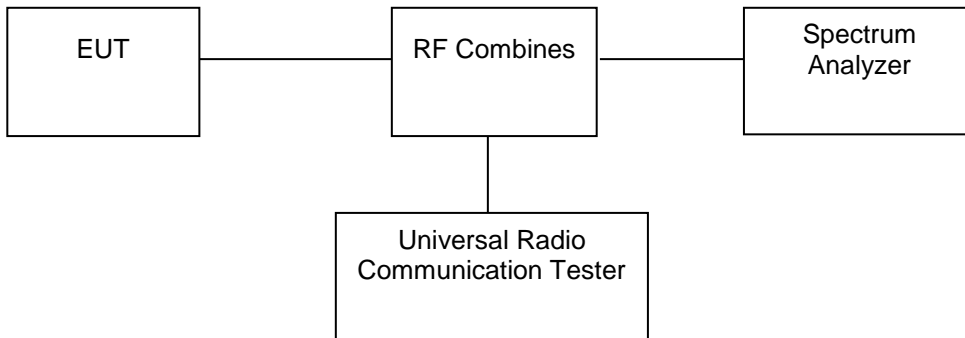 EUT
RF Combines
Spectrum
Analyzer
Universal Radio
Communication Tester